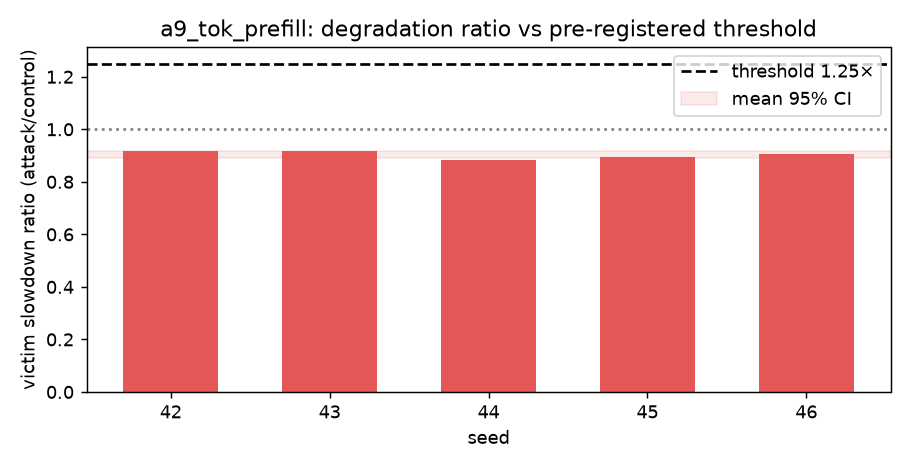 a9_tok_prefill: degradation ratio vs pre-registered threshold
victim slowdown ratio (attack/control)
1.2
1.0
0.8
0.6
0.4
0.2
0.0
threshold 1.25×
mean 95% CI
42 43 44 45 46
seed